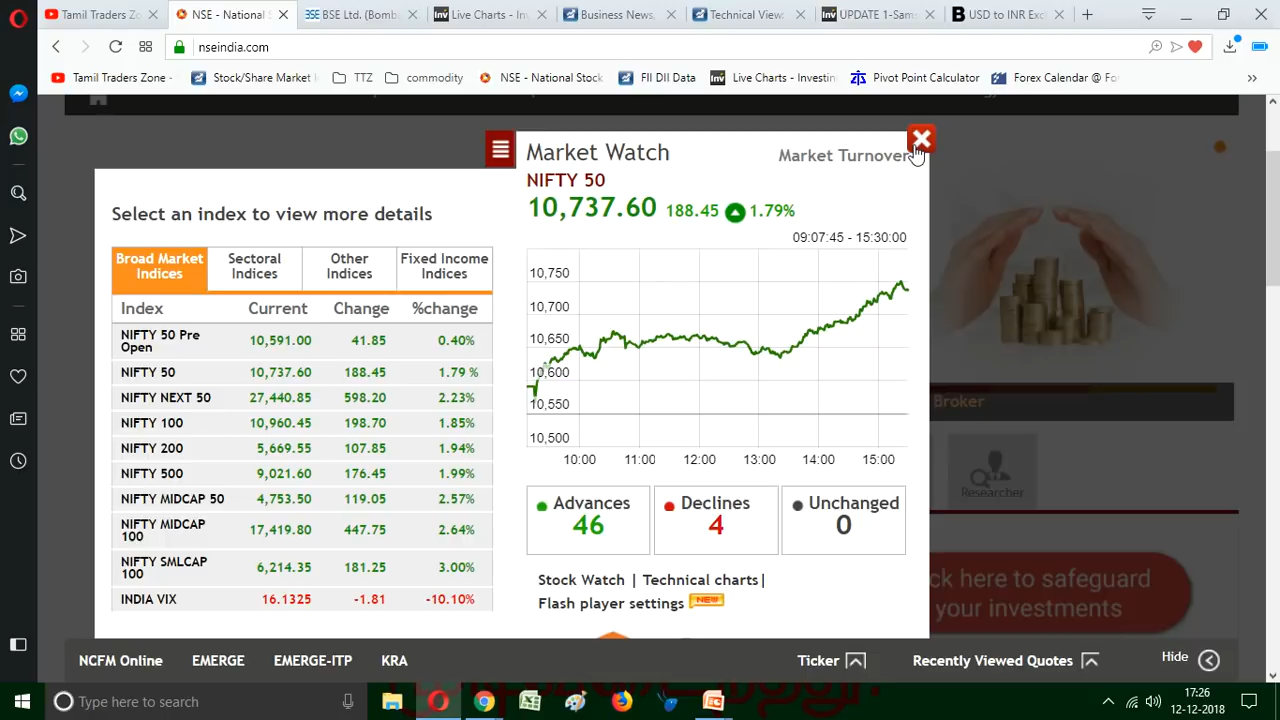 Tamil Traders Zone -
NSE - National S
BSE Ltd. (Bomb
Live Charts - In
Business News,
Technical View
UPDATE 1-Sam
USD to INR Exc
nseindia.com
Tamil Traders Zone -
Stock/Share Market I
TTZ
commodity
NSE - National Stock
FII DII Data
Live Charts - Investin
Pivot Point Calculator
Forex Calendar @ Fo
Market Watch
Market Turnover
NIFTY 50
10,737.60 188.45 1.79%
09:07:45 - 15:30:00
Select an index to view more details
Broad Market Indices
Sectoral Indices
Other Indices
Fixed Income Indices
Index Current Change %change
NIFTY 50 Pre Open 10,591.00 41.85 0.40%
NIFTY 50 10,737.60 188.45 1.79 %
NIFTY NEXT 50 27,440.85 598.20 2.23%
NIFTY 100 10,960.45 198.70 1.85%
NIFTY 200 5,669.55 107.85 1.94%
NIFTY 500 9,021.60 176.45 1.99%
NIFTY MIDCAP 50 4,753.50 119.05 2.57%
NIFTY MIDCAP 100 17,419.80 447.75 2.64%
NIFTY SMLCAP 100 6,214.35 181.25 3.00%
INDIA VIX 16.1325 -1.81 -10.10%
10,750
10,700
10,650
10,600
10,550
10,500
10:00 11:00 12:00 13:00 14:00 15:00
Advances 46
Declines 4
Unchanged 0
Stock Watch | Technical charts|
Flash player settings NEW
Broker
Researcher
ck here to safeguard
your investments
NCFM Online EMERGE EMERGE-ITP KRA
Ticker
Recently Viewed Quotes
Hide
Type here to search
17:26
12-12-2018